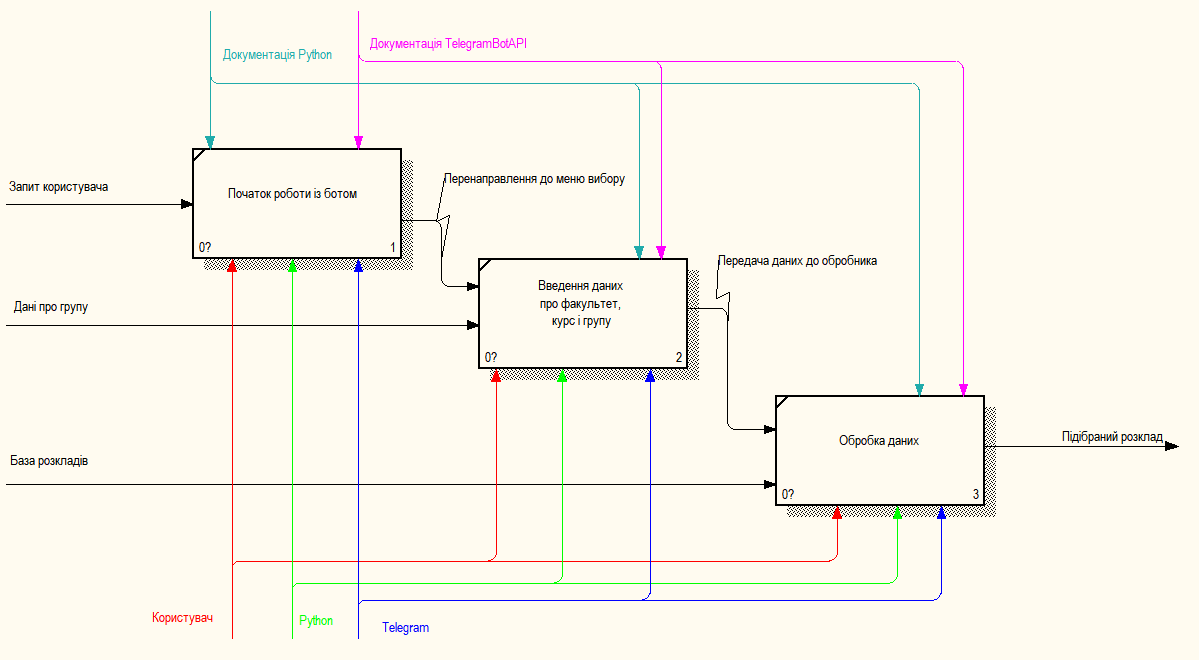 Документація Python
Документація TelegramBotAPI
Запит користувача
Початок роботи із ботом
0?
1
Перенаправлення до меню вибору
Дані про групу
Введення даних
про факультет,
курс і групу
0?
2
Передача даних до обробника
База розкладів
Обробка даних
0?
3
Підібраний розклад
Користувач
Python
Telegram